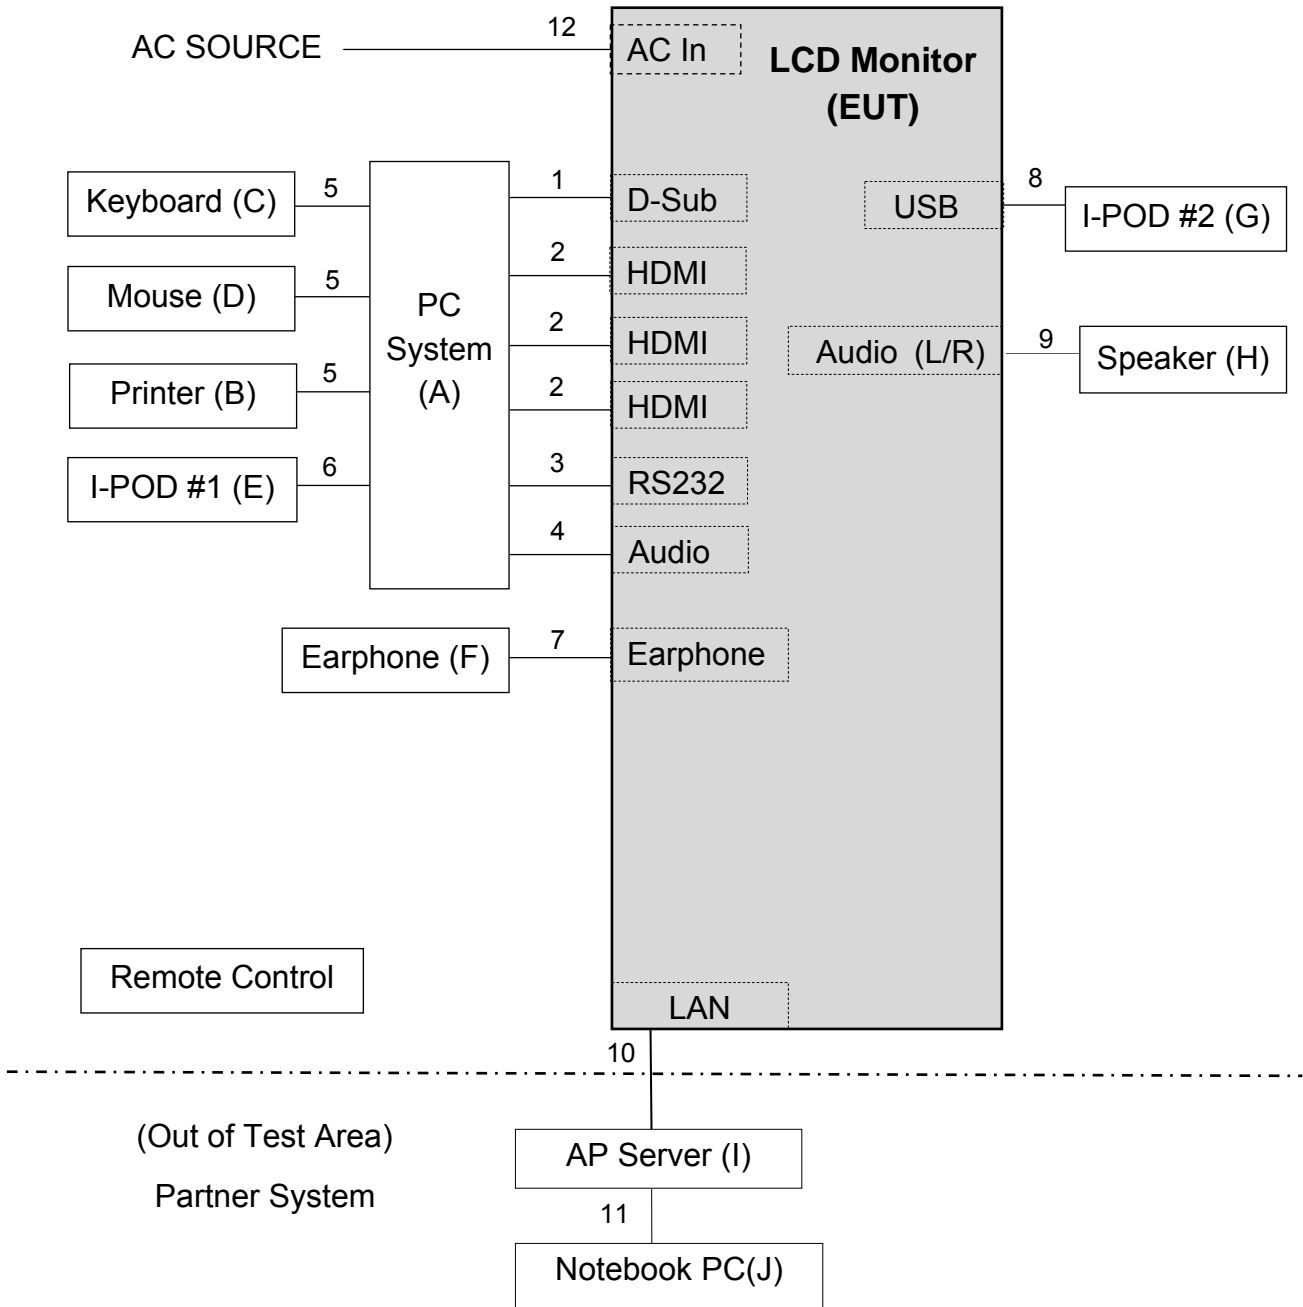 AC SOURCE
12
AC In
LCD Monitor
(EUT)
Keyboard (C)
5
1
D-Sub
USB
8
I-POD #2 (G)
Mouse (D)
5
PC
System
(A)
2
HDMI
2
HDMI
Audio (L/R)
9
Speaker (H)
Printer (B)
5
2
HDMI
I-POD #1 (E)
6
3
RS232
4
Audio
Earphone (F)
7
Earphone
Remote Control
LAN
10
(Out of Test Area)
Partner System
AP Server (I)
11
Notebook PC(J)